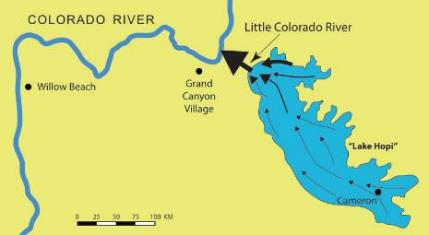 COLORADO RIVER
Little Colorado River
Willow Beach
Grand
Canyon
Village
"Lake Hopi"
Cameron
0 25 50 75 100 KM